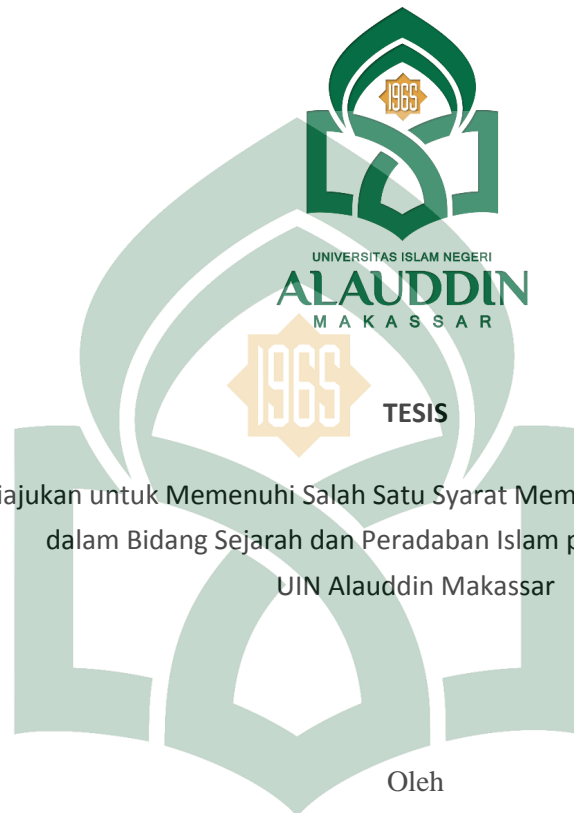 1965
UNIVERSITAS ISLAM NEGERI
ALAUDDIN
MAKASSAR
1965
TESIS
iajukan untuk Memenuhi Salah Satu Syarat Mem
dalam Bidang Sejarah dan Peradaban Islam p
UIN Alauddin Makassar
Oleh